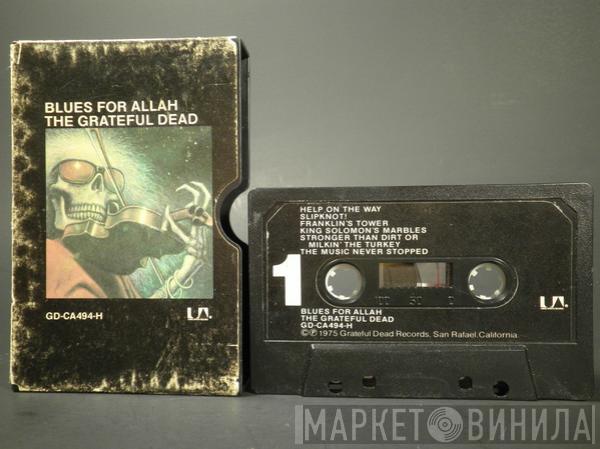 BLUES FOR ALLAH
THE GRATEFUL DEAD
GD-CA494-H
UA.
HELP ON THE WAY
SLIPKNOT!
FRANKLIN'S TOWER
KING SOLOMON'S MARBLES
STRONGER THAN DIRT OR
MILKIN' THE TURKEY
THE MUSIC NEVER STOPPED
1
UA.
BLUES FOR ALLAH
THE GRATEFUL DEAD
GD-CA494-H
©℗1975 Grateful Dead Records, San Rafael, California.
МАРКЕТ ВИНИЛА